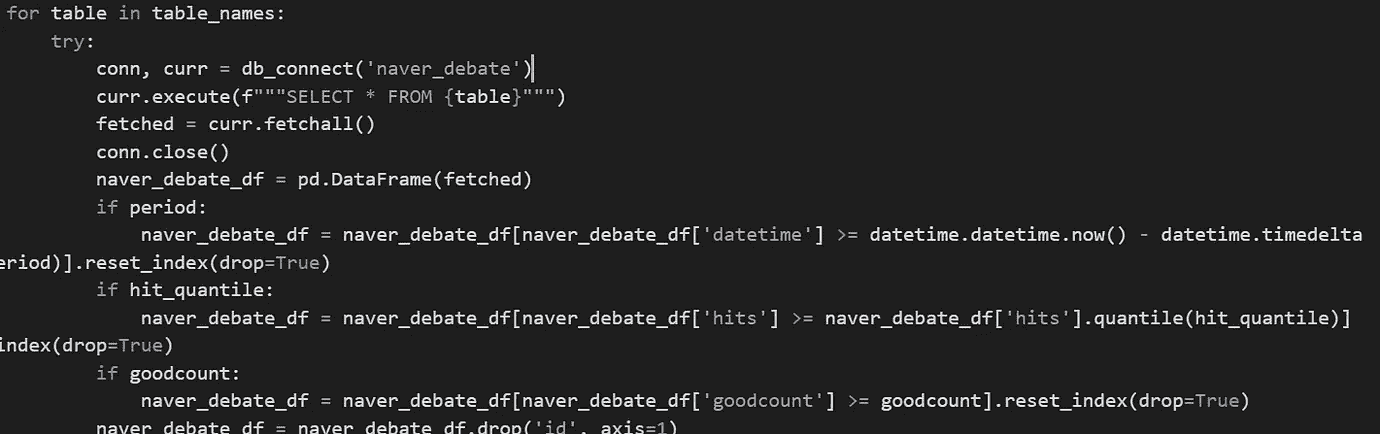 for table in table_names:
try:
conn, curr = db_connect('naver_debate')
curr.execute(f"""SELECT * FROM {table}""")
fetched = curr.fetchall()
conn.close()
naver_debate_df = pd.DataFrame(fetched)
if period:
naver_debate_df = naver_debate_df[naver_debate_df['datetime'] >= datetime.datetime.now() - datetime.timedelta
eriod)].reset_index(drop=True)
if hit_quantile:
naver_debate_df = naver_debate_df[naver_debate_df['hits'] >= naver_debate_df['hits'].quantile(hit_quantile)]
index(drop=True)
if goodcount:
naver_debate_df = naver_debate_df[naver_debate_df['goodcount'] >= goodcount].reset_index(drop=True)
naver_debate_df = naver_debate_df.drop('id', axis=1)